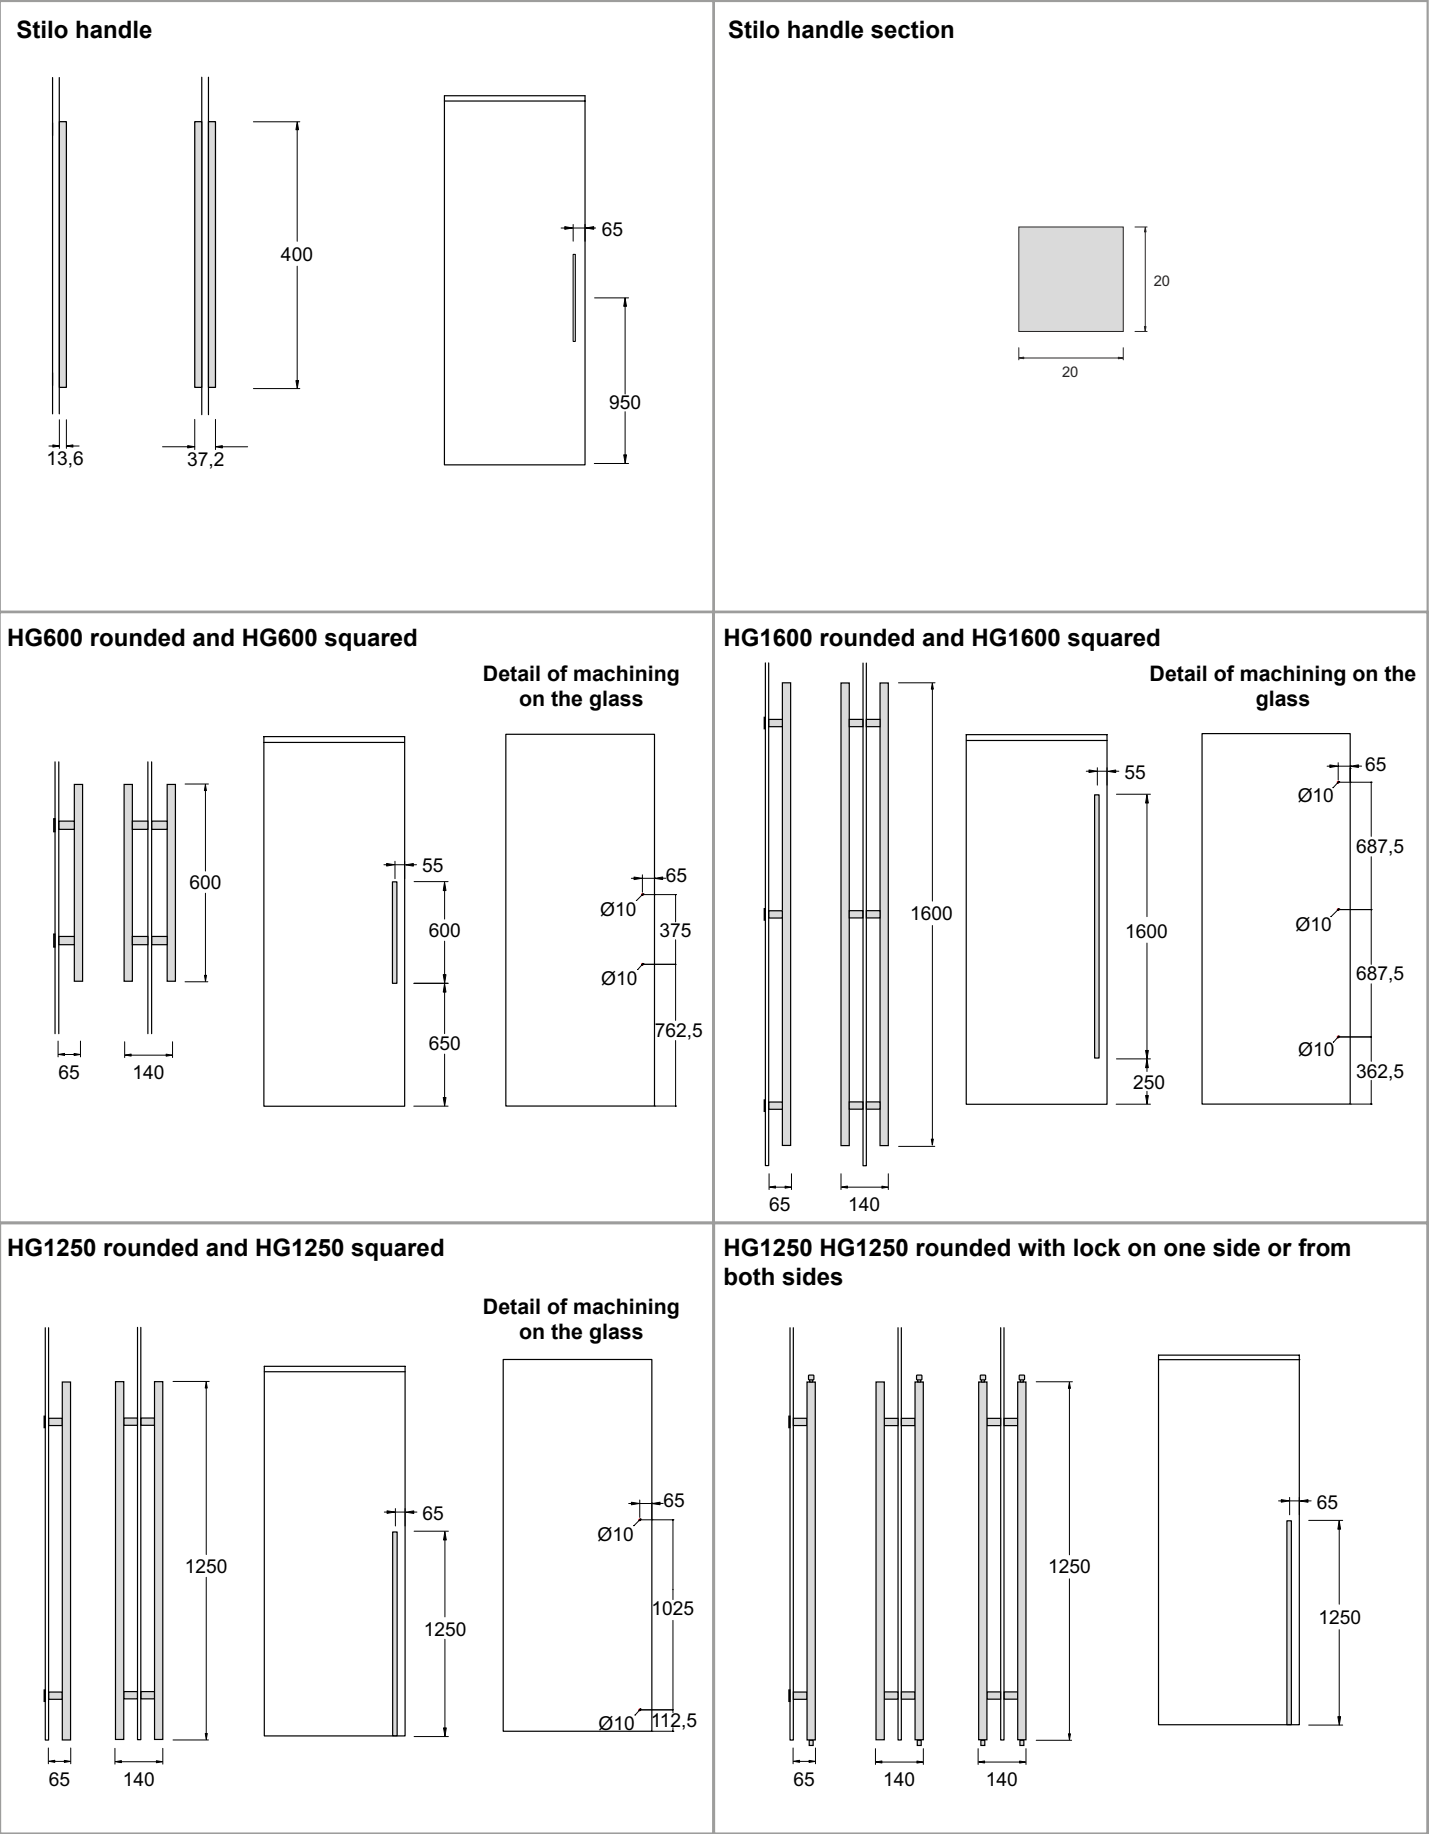 Stilo handle
65
400
950
13,6
37,2
Stilo handle section
20
20
HG600 rounded and HG600 squared
Detail of machining
on the glass
55
65
600
Ø10
600
375
Ø10
762,5
650
65
140
HG1600 rounded and HG1600 squared
Detail of machining on the
glass
55
65
Ø10
687,5
1600
Ø10
1600
687,5
Ø10
362,5
250
65
140
HG1250 rounded and HG1250 squared
Detail of machining
on the glass
65
65
Ø10
1250
1025
1250
Ø10
112,5
65
140
HG1250 HG1250 rounded with lock on one side or from
both sides
65
1250
1250
65
140
140